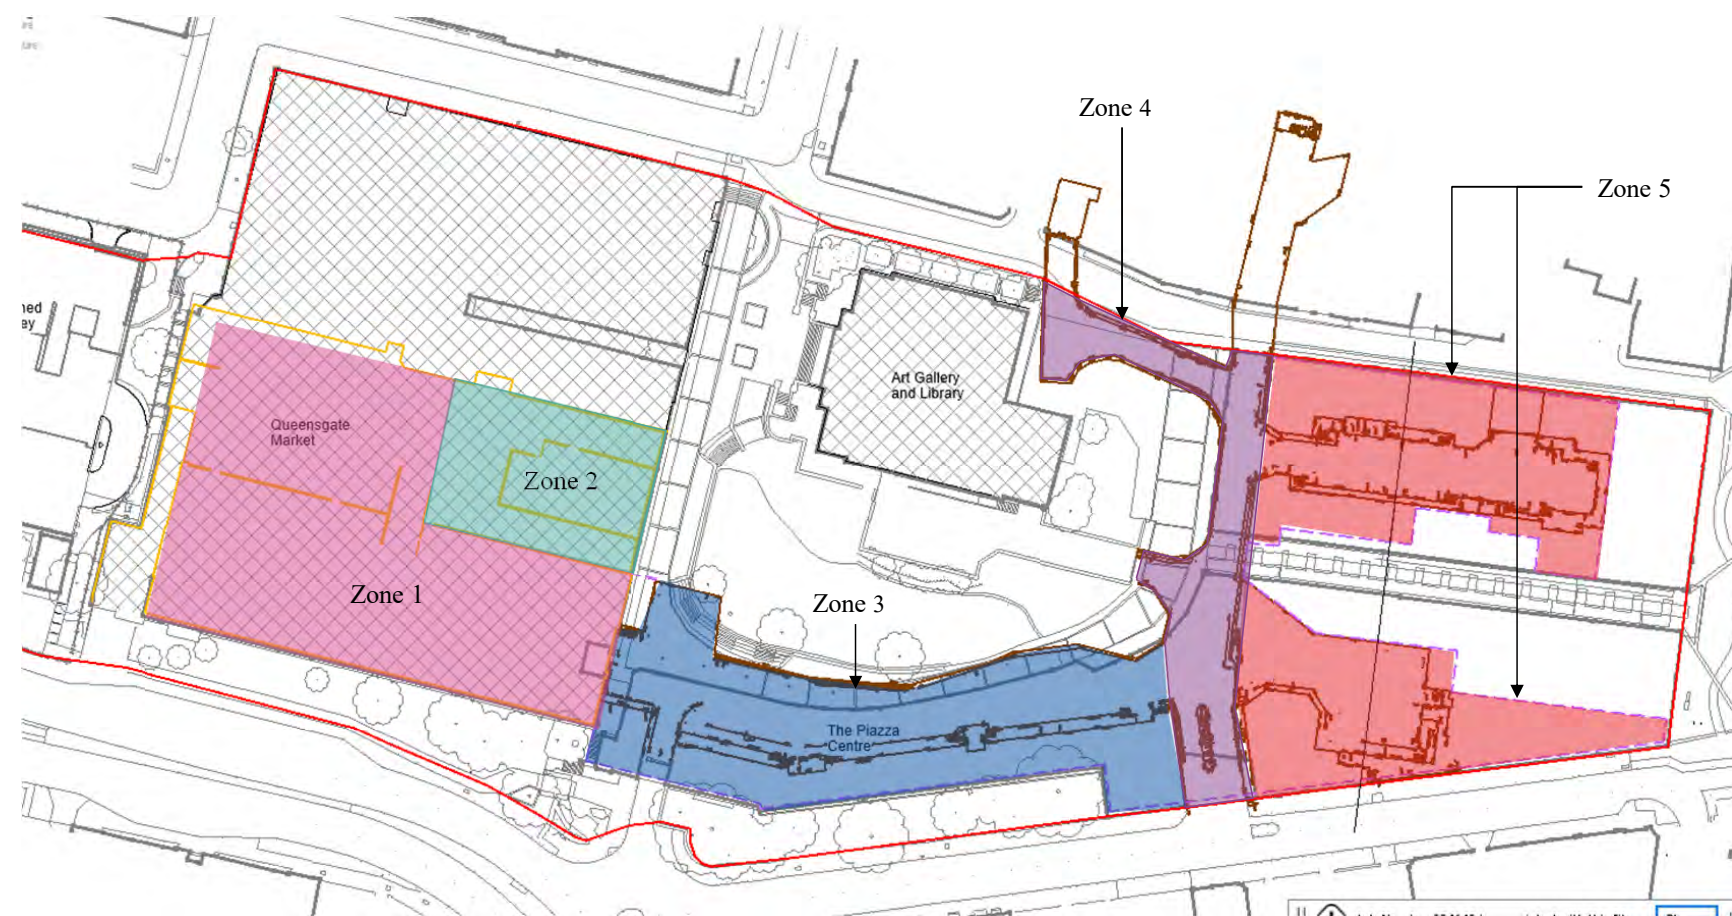 Zone 4
Zone 5
Art Gallery
and Library
Queensgate
Market
Zone 2
Zone 1
Zone 3
The Piazza
Centre